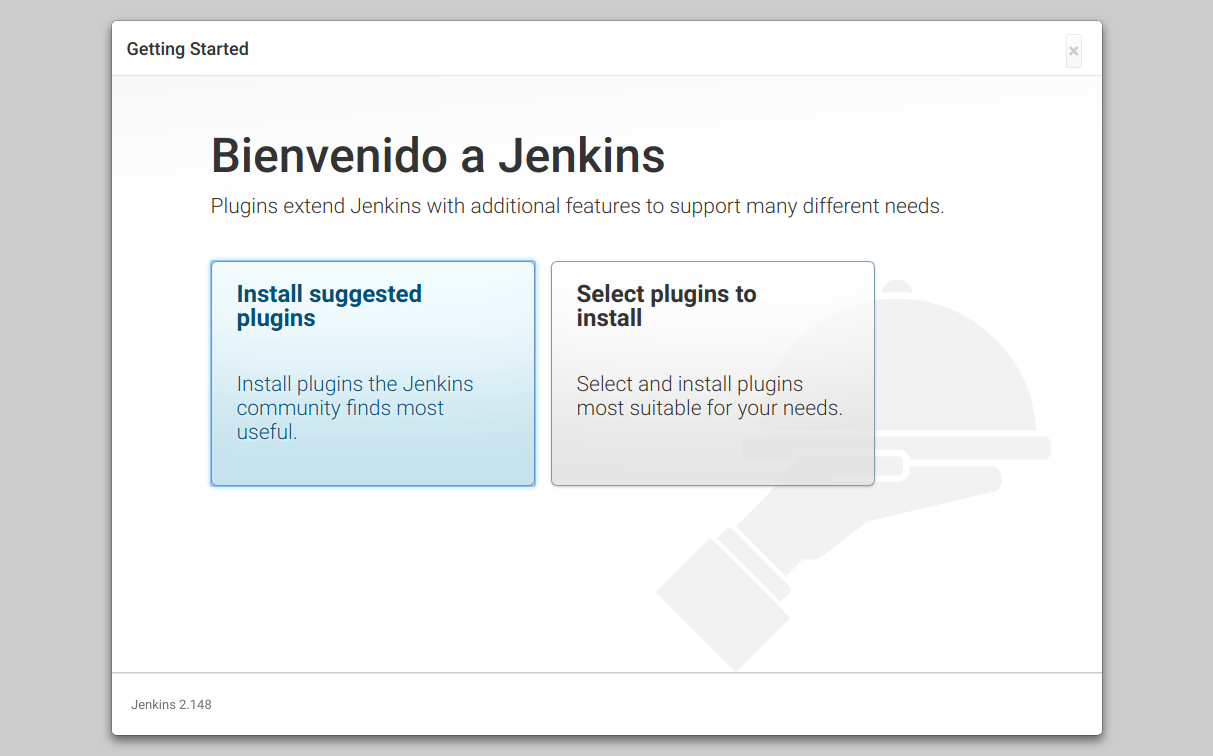 Getting Started
×
Bienvenido a Jenkins
Plugins extend Jenkins with additional features to support many different needs.
Install suggested
plugins
Install plugins the Jenkins
community finds most
useful.
Select plugins to
install
Select and install plugins
most suitable for your needs.
Jenkins 2.148